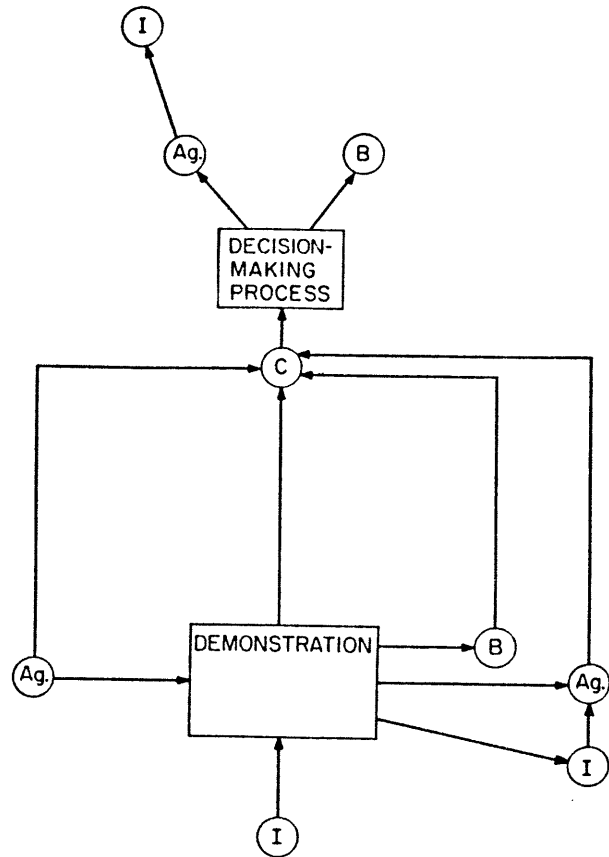 I
Ag.
B
DECISION-
MAKING
PROCESS
C
DEMONSTRATION
B
Ag.
Ag.
I
I